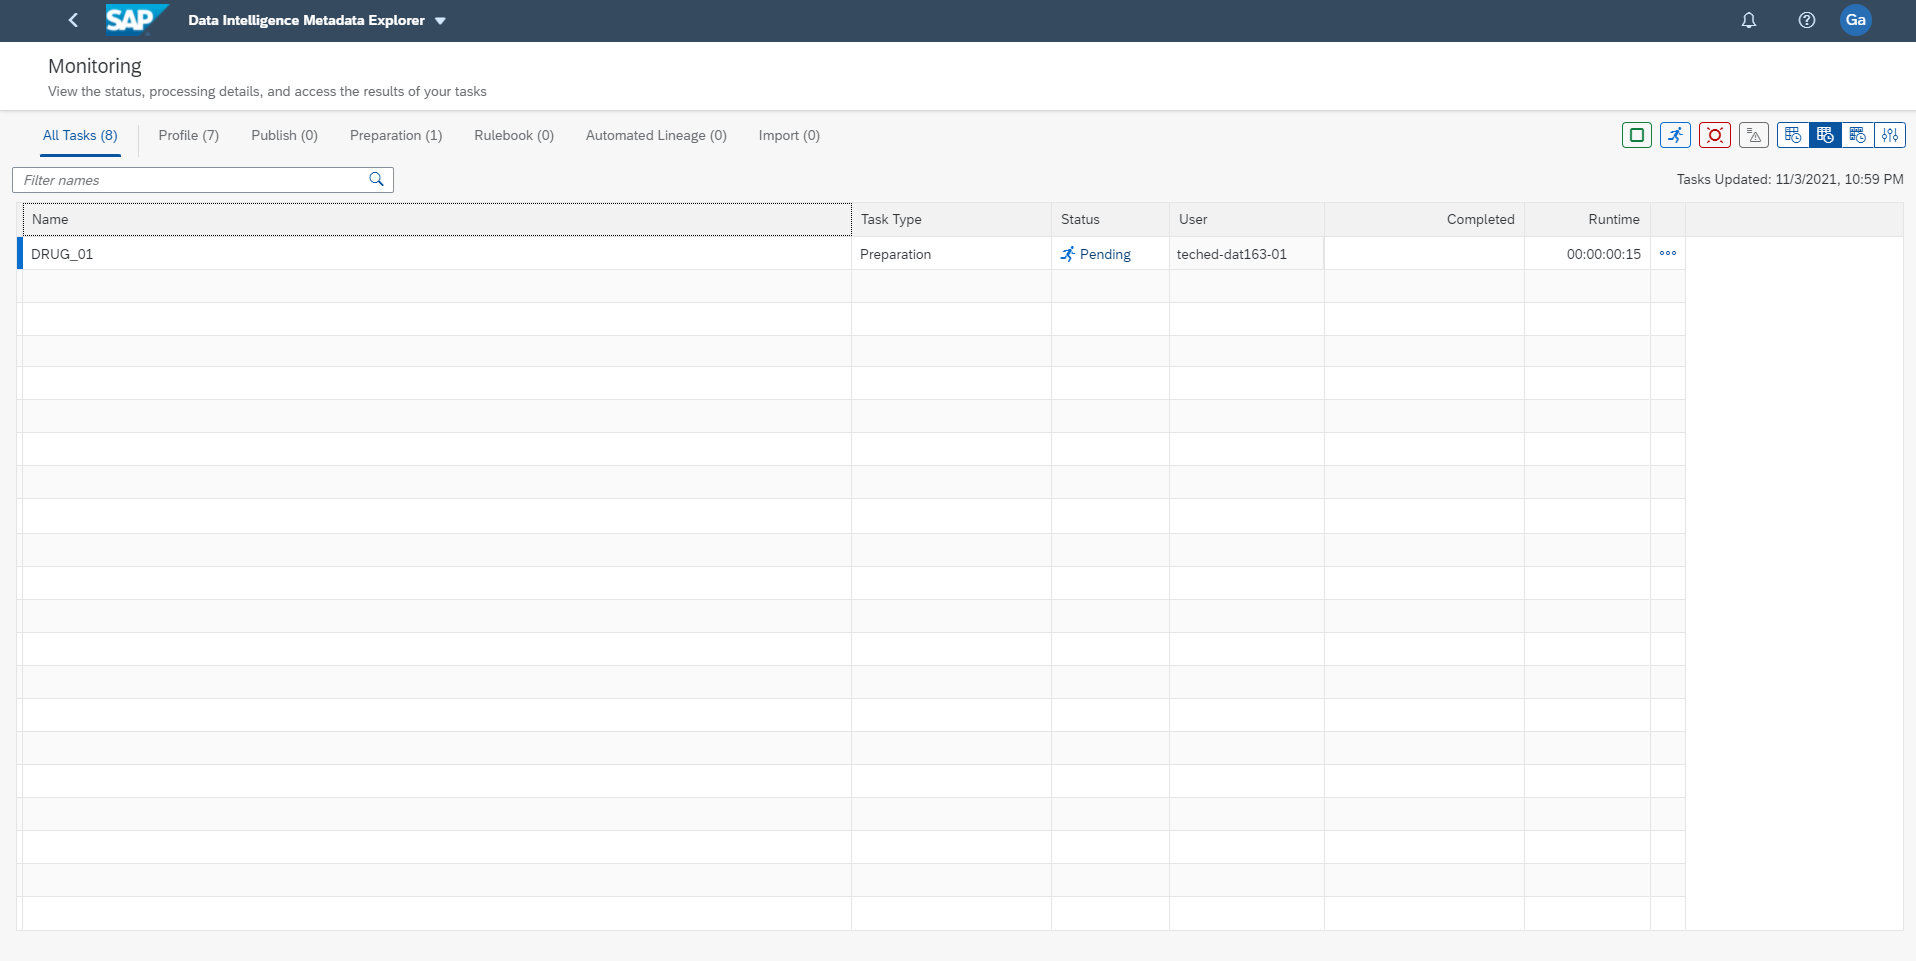 SAP Data Intelligence Metadata Explorer Ga
Monitoring
View the status, processing details, and access the results of your tasks
All Tasks (8) Profile (7) Publish (0) Preparation (1) Rulebook (0) Automated Lineage (0) Import (0)
Filter names Tasks Updated: 11/3/2021, 10:59 PM
Name Task Type Status User Completed Runtime
DRUG_01 Preparation Pending teched-dat163-01 00:00:00:15